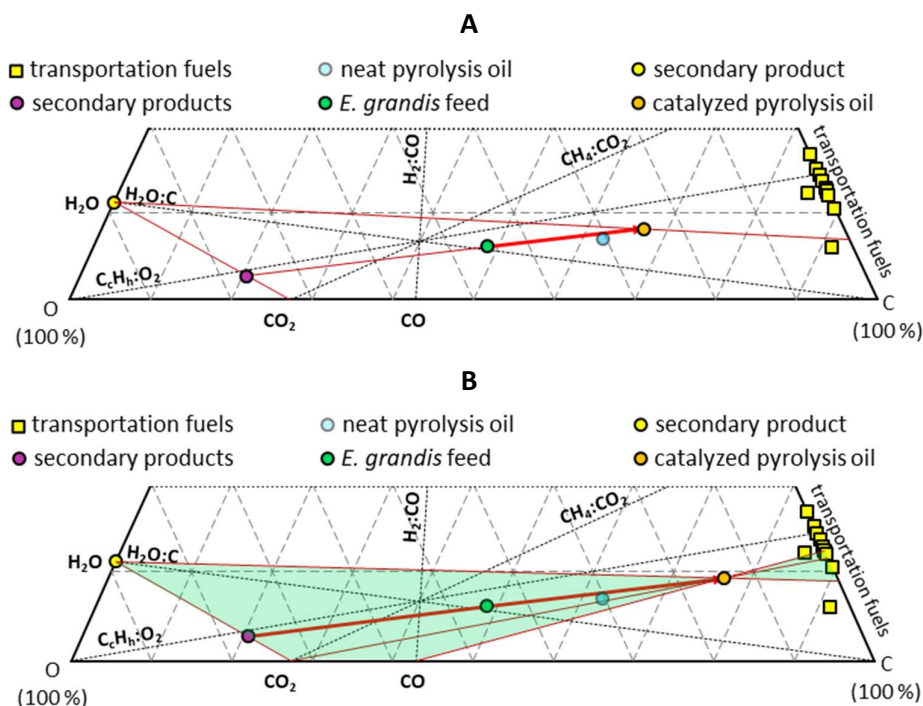 A
transportation fuels neat pyrolysis oil secondary product
secondary products E. grandis feed catalyzed pyrolysis oil
H₂:CO
CH₄:CO₂
transportation fuels
H₂O
H₂O:C
C꜀Hₕ:O₂
O
(100 %)
CO₂
CO
C
(100 %)
B
transportation fuels neat pyrolysis oil secondary product
secondary products E. grandis feed catalyzed pyrolysis oil
H₂:CO
CH₄:CO₂
transportation fuels
H₂O
H₂O:C
C꜀Hₕ:O₂
O
(100 %)
CO₂
CO
C
(100 %)